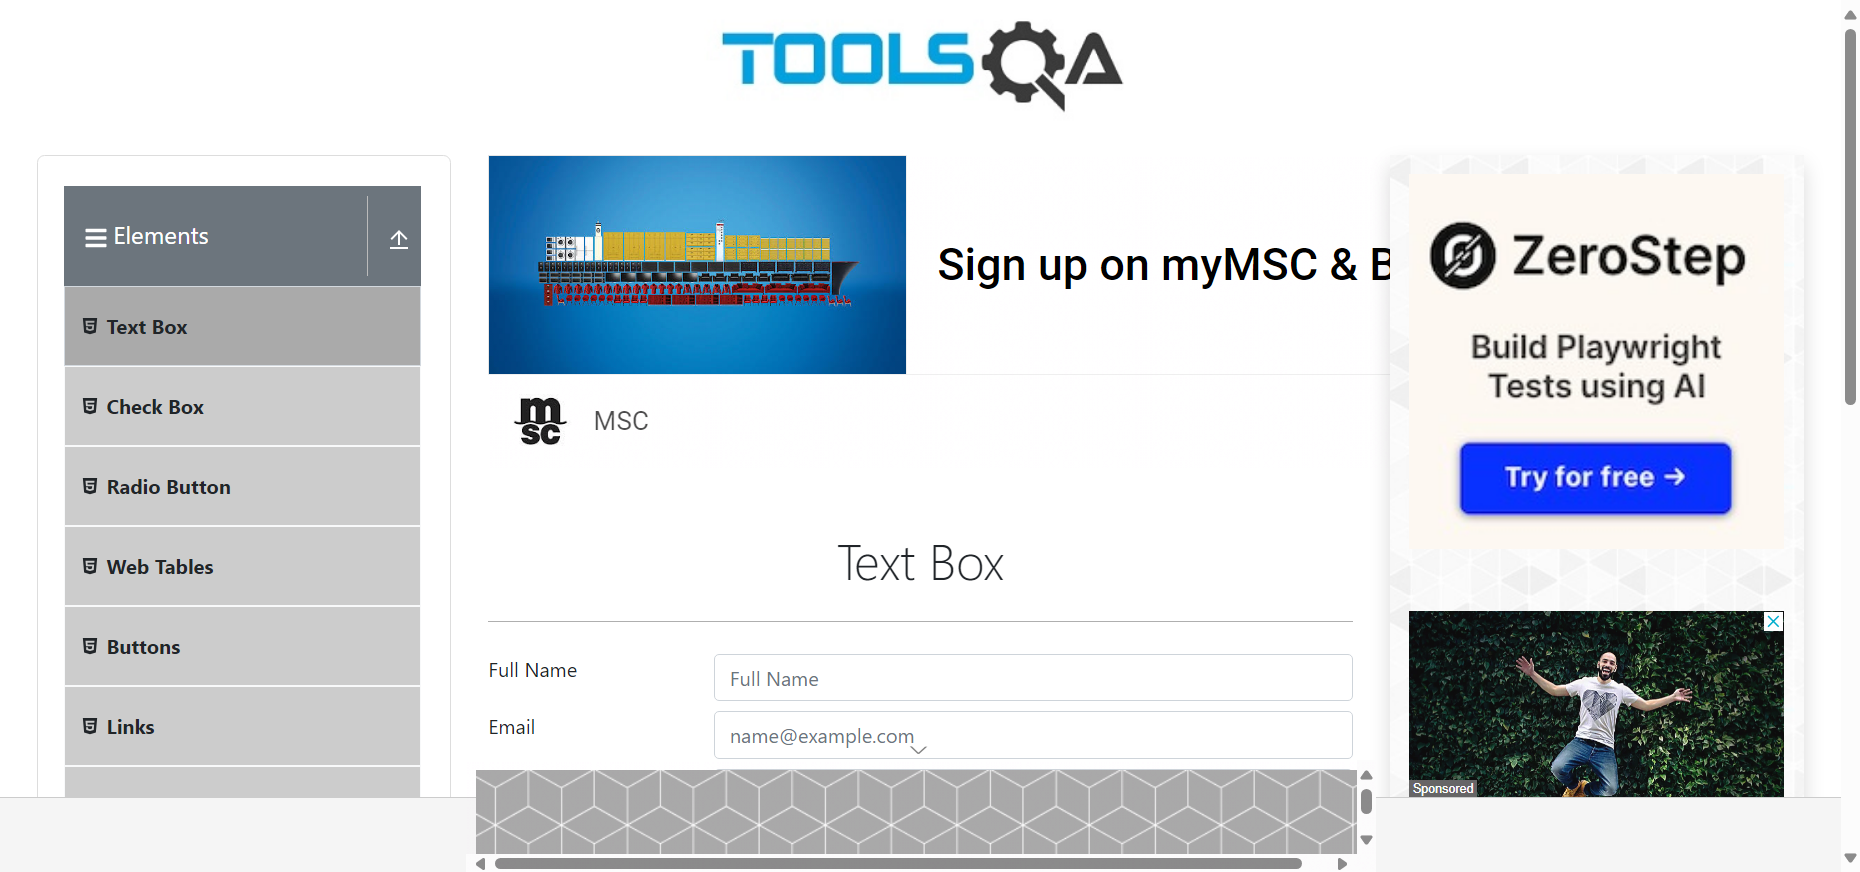 TOOLSQA
Elements
Text Box
Check Box
Radio Button
Web Tables
Buttons
Links
Sign up on myMSC & B
msc
MSC
Text Box
Full Name
Full Name
Email
name@example.com
ZeroStep
Build Playwright
Tests using AI
Try for free →
Sponsored